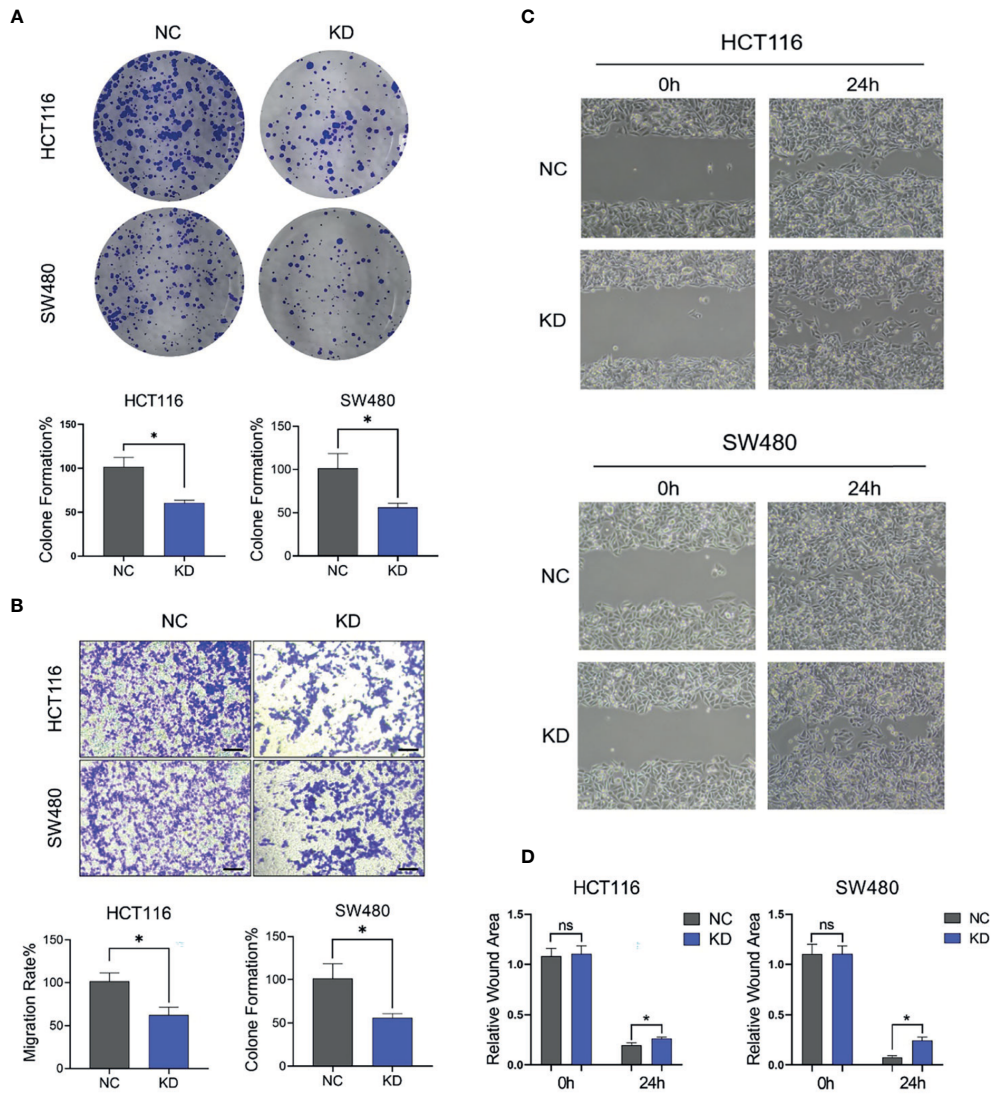 A
NC KD
HCT116
SW480
HCT116
Colone Formation%
150
100
50
0
*
NC KD
SW480
Colone Formation%
150
100
50
0
*
NC KD
B
NC KD
HCT116
SW480
HCT116
Migration Rate%
150
100
50
0
*
NC KD
SW480
Colone Formation%
150
100
50
0
*
NC KD
C
HCT116
0h 24h
NC
KD
SW480
0h 24h
NC
KD
D
HCT116
Relative Wound Area
1.5
1.0
0.5
0.0
ns
*
0h 24h
NC
KD
SW480
Relative Wound Area
1.5
1.0
0.5
0.0
ns
*
0h 24h
NC
KD